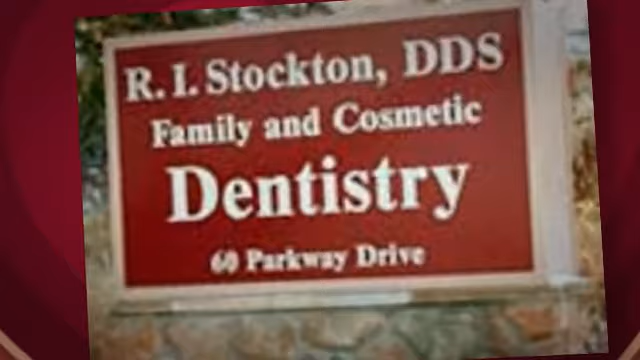 R. I. Stockton, DDS
Family and Cosmetic
Dentistry
60 Parkway Drive